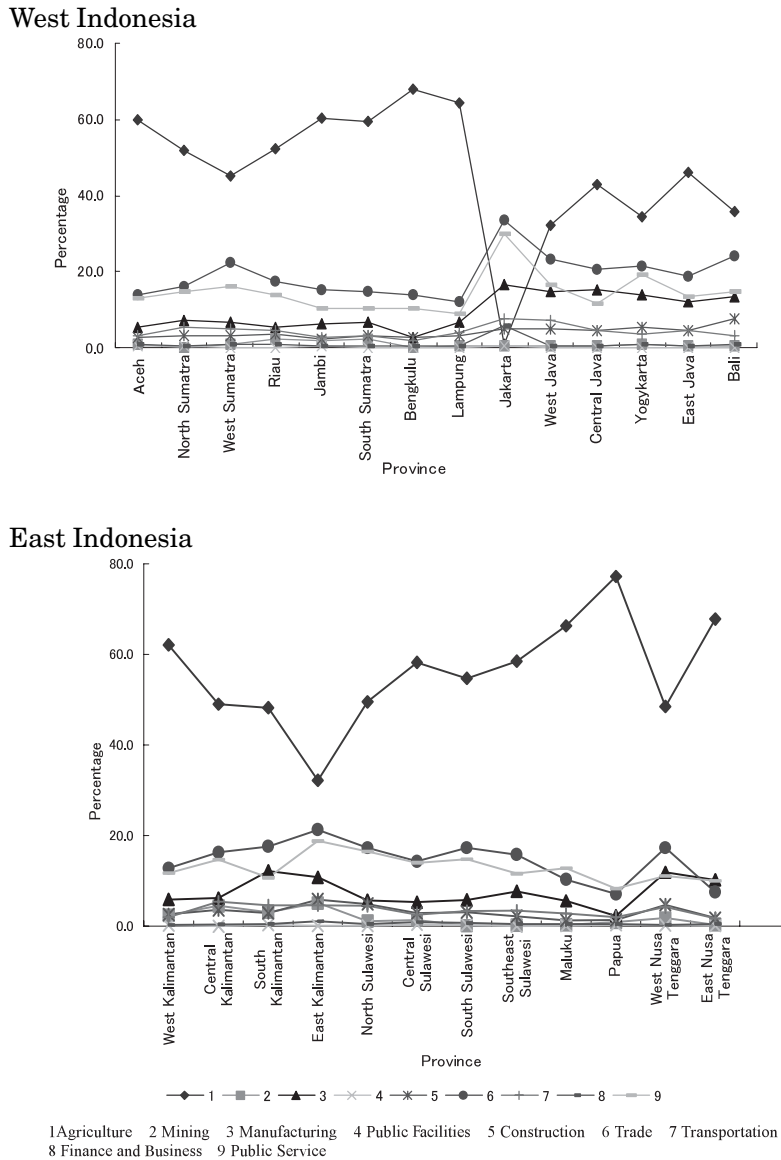 West Indonesia
80.0
60.0
40.0
20.0
0.0
Percentage
Aceh
North Sumatra
West Sumatra
Riau
Jambi
South Sumatra
Bengkulu
Lampung
Jakarta
West Java
Central Java
Yogykarta
East Java
Bali
Province
East Indonesia
80.0
60.0
40.0
20.0
0.0
Percentage
West Kalimantan
Central
Kalimantan
South
Kalimantan
East Kalimantan
North Sulawesi
Central
Sulawesi
South Sulawesi
Southeast
Sulawesi
Maluku
Papua
West Nusa
Tenggara
East Nusa
Tenggara
Province
1 2 3 4 5 6 7 8 9
1Agriculture 2 Mining 3 Manufacturing 4 Public Facilities 5 Construction 6 Trade 7 Transportation
8 Finance and Business 9 Public Service